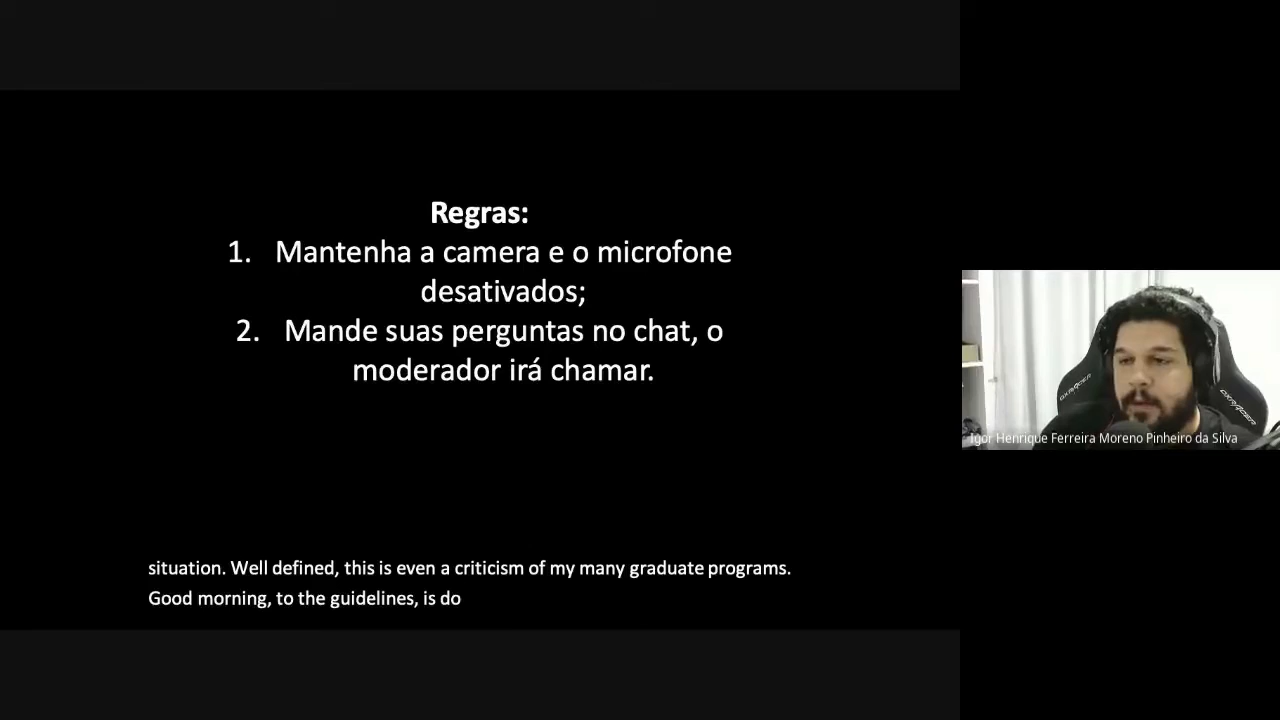 Regras:
1. Mantenha a camera e o microfone
desativados;
2. Mande suas perguntas no chat, o
moderador irá chamar.
DXRACER
DXRACER
Igor Henrique Ferreira Moreno Pinheiro da Silva
situation. Well defined, this is even a criticism of my many graduate programs.
Good morning, to the guidelines, is do